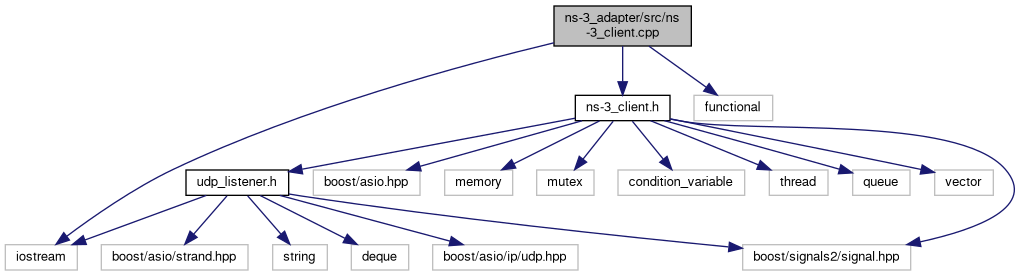 ns-3_adapter/src/ns
-3_client.cpp
ns-3_client.h
functional
udp_listener.h
boost/asio.hpp
memory
mutex
condition_variable
thread
queue
vector
iostream
boost/asio/strand.hpp
string
deque
boost/asio/ip/udp.hpp
boost/signals2/signal.hpp